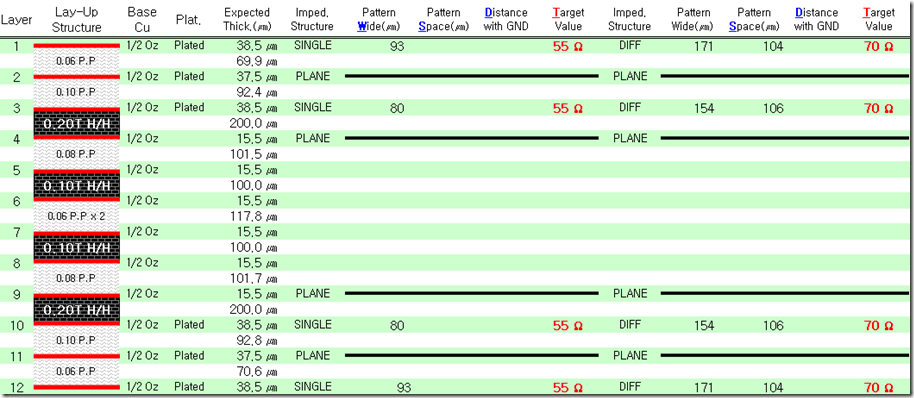 Layer Lay-Up Structure Base Cu Plat. Expected Thick.(㎛) Imped. Structure Pattern Wide(㎛) Pattern Space(㎛) Distance with GND Target Value Imped. Structure Pattern Wide(㎛) Pattern Space(㎛) Distance with GND Target Value
1 1/2 Oz Plated 38,5 ㎛ SINGLE 93 55 Ω DIFF 171 104 70 Ω
0.06 P.P 69,9 ㎛
2 1/2 Oz Plated 37,5 ㎛ PLANE PLANE
0.10 P.P 92,4 ㎛
3 1/2 Oz Plated 38,5 ㎛ SINGLE 80 55 Ω DIFF 154 106 70 Ω
0.20T H/H 200,0 ㎛
4 1/2 Oz 15,5 ㎛ PLANE PLANE
0.08 P.P 101,5 ㎛
5 1/2 Oz 15,5 ㎛
0.10T H/H 100,0 ㎛
6 1/2 Oz 15,5 ㎛
0.06 P.P x 2 117,8 ㎛
7 1/2 Oz 15,5 ㎛
0.10T H/H 100,0 ㎛
8 1/2 Oz 15,5 ㎛
0.08 P.P 101,7 ㎛
9 1/2 Oz 15,5 ㎛ PLANE PLANE
0.20T H/H 200,0 ㎛
10 1/2 Oz Plated 38,5 ㎛ SINGLE 80 55 Ω DIFF 154 106 70 Ω
0.10 P.P 92,8 ㎛
11 1/2 Oz Plated 37,5 ㎛ PLANE PLANE
0.06 P.P 70,6 ㎛
12 1/2 Oz Plated 38,5 ㎛ SINGLE 93 55 Ω DIFF 171 104 70 Ω